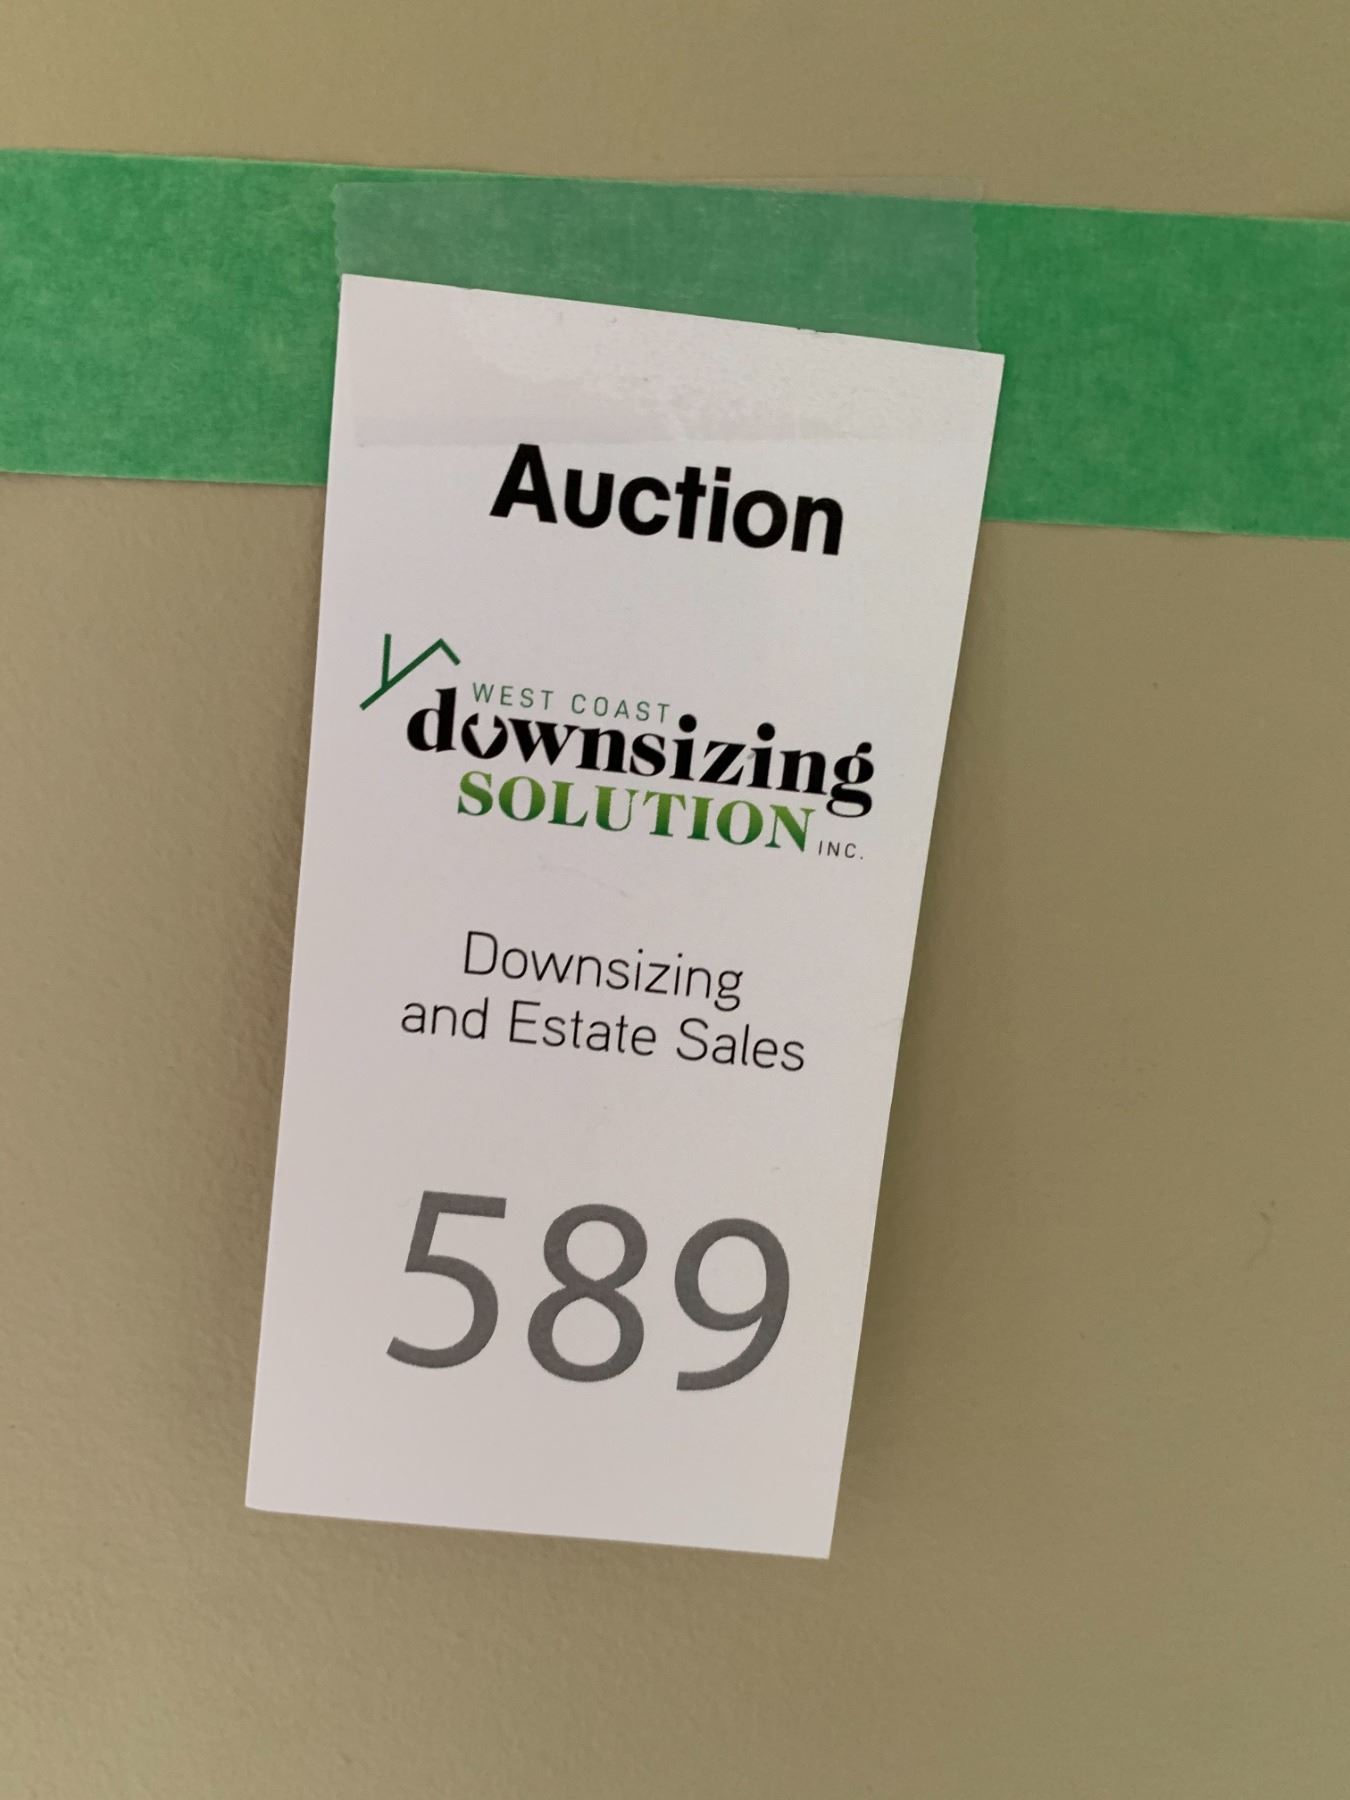 Auction
WEST COAST
downsizing
SOLUTION INC.
Downsizing
and Estate Sales
589